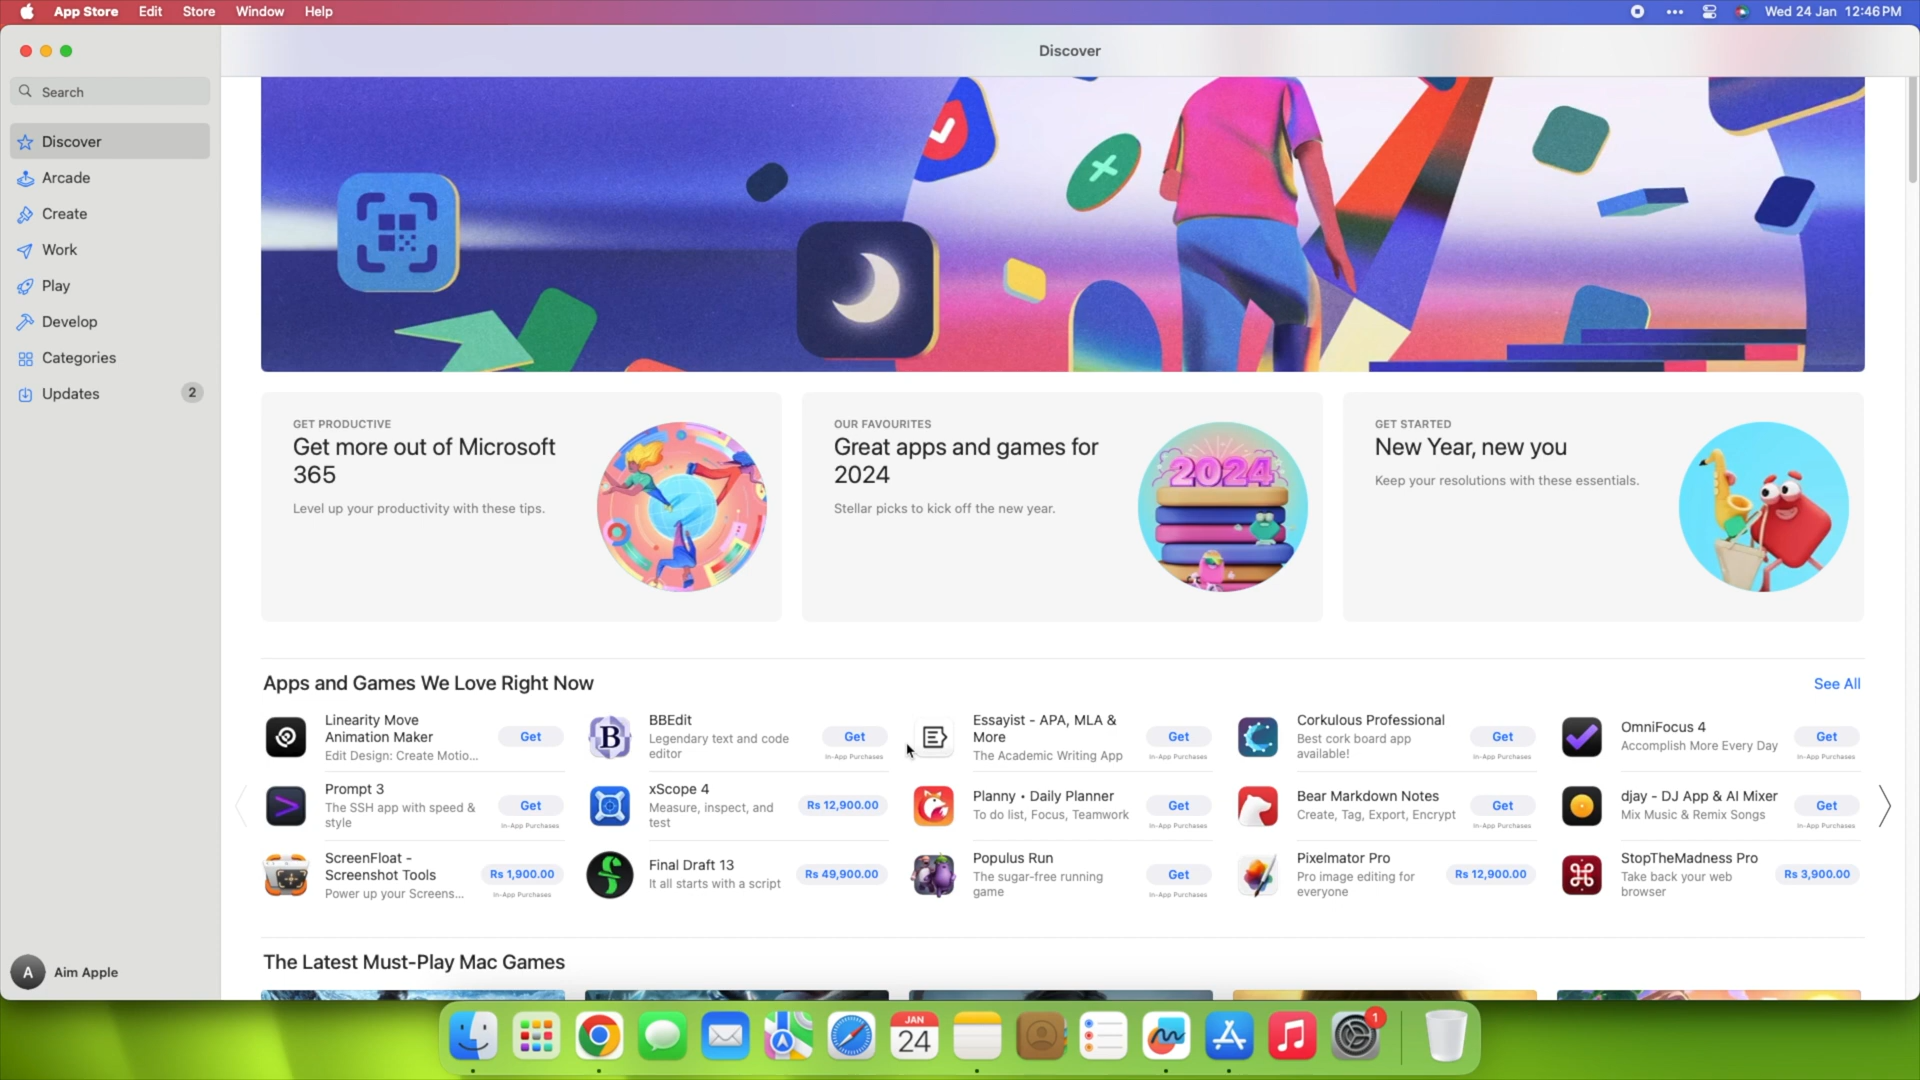 App Store Edit Store Window Help
Wed 24 Jan 12:46 PM
Discover
Search
Discover
Arcade
Create
Work
Play
Develop
Categories
Updates 2
GET PRODUCTIVE
Get more out of Microsoft
365
Level up your productivity with these tips.
OUR FAVOURITES
Great apps and games for
2024
Stellar picks to kick off the new year.
2024
GET STARTED
New Year, new you
Keep your resolutions with these essentials.
Apps and Games We Love Right Now
See All
Linearity Move
Animation Maker
Edit Design: Create Motio...
Get
B
BBEdit
Legendary text and code
editor
Get
In-App Purchases
Essayist - APA, MLA &
More
The Academic Writing App
Get
In-App Purchases
Corkulous Professional
Best cork board app
available!
Get
In-App Purchases
OmniFocus 4
Accomplish More Every Day
Get
In-App Purchases
Prompt 3
The SSH app with speed &
style
Get
In-App Purchases
xScope 4
Measure, inspect, and
test
Rs 12,900.00
Planny • Daily Planner
To do list, Focus, Teamwork
Get
In-App Purchases
Bear Markdown Notes
Create, Tag, Export, Encrypt
Get
In-App Purchases
djay - DJ App & AI Mixer
Mix Music & Remix Songs
Get
In-App Purchases
ScreenFloat -
Screenshot Tools
Power up your Screens...
Rs 1,900.00
In-App Purchases
Final Draft 13
It all starts with a script
Rs 49,900.00
Populus Run
The sugar-free running
game
Get
In-App Purchases
Pixelmator Pro
Pro image editing for
everyone
Rs 12,900.00
StopTheMadness Pro
Take back your web
browser
Rs 3,900.00
The Latest Must-Play Mac Games
A Aim Apple
JAN
24
1